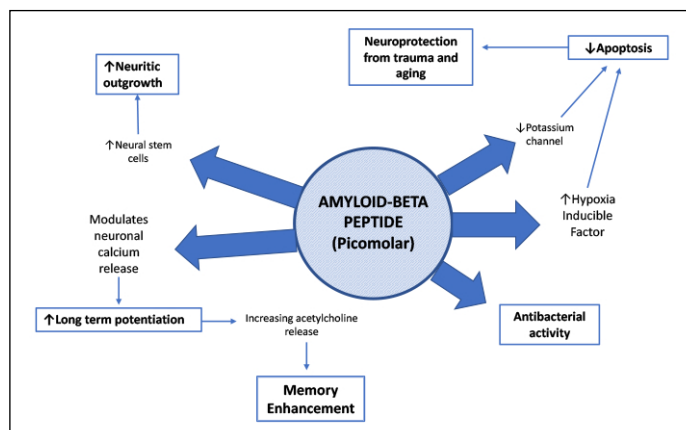 ↑Neuritic
outgrowth
↑Neural stem
cells
Modulates
neuronal
calcium
release
↑Long term potentiation
Increasing acetylcholine
release
Memory
Enhancement
AMYLOID-BETA
PEPTIDE
(Picomolar)
Neuroprotection
from trauma and
aging
↓Apoptosis
↓Potassium
channel
↑Hypoxia
Inducible
Factor
Antibacterial
activity